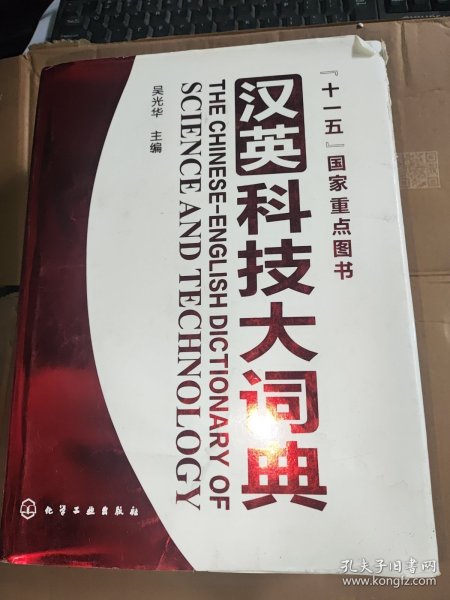 『十一五』国家重点图书
汉英科技大词典
THE CHINESE-ENGLISH DICTIONARY OF
SCIENCE AND TECHNOLOGY
吴光华 主编
化学工业出版社
孔夫子旧书网
www.kongfz.com